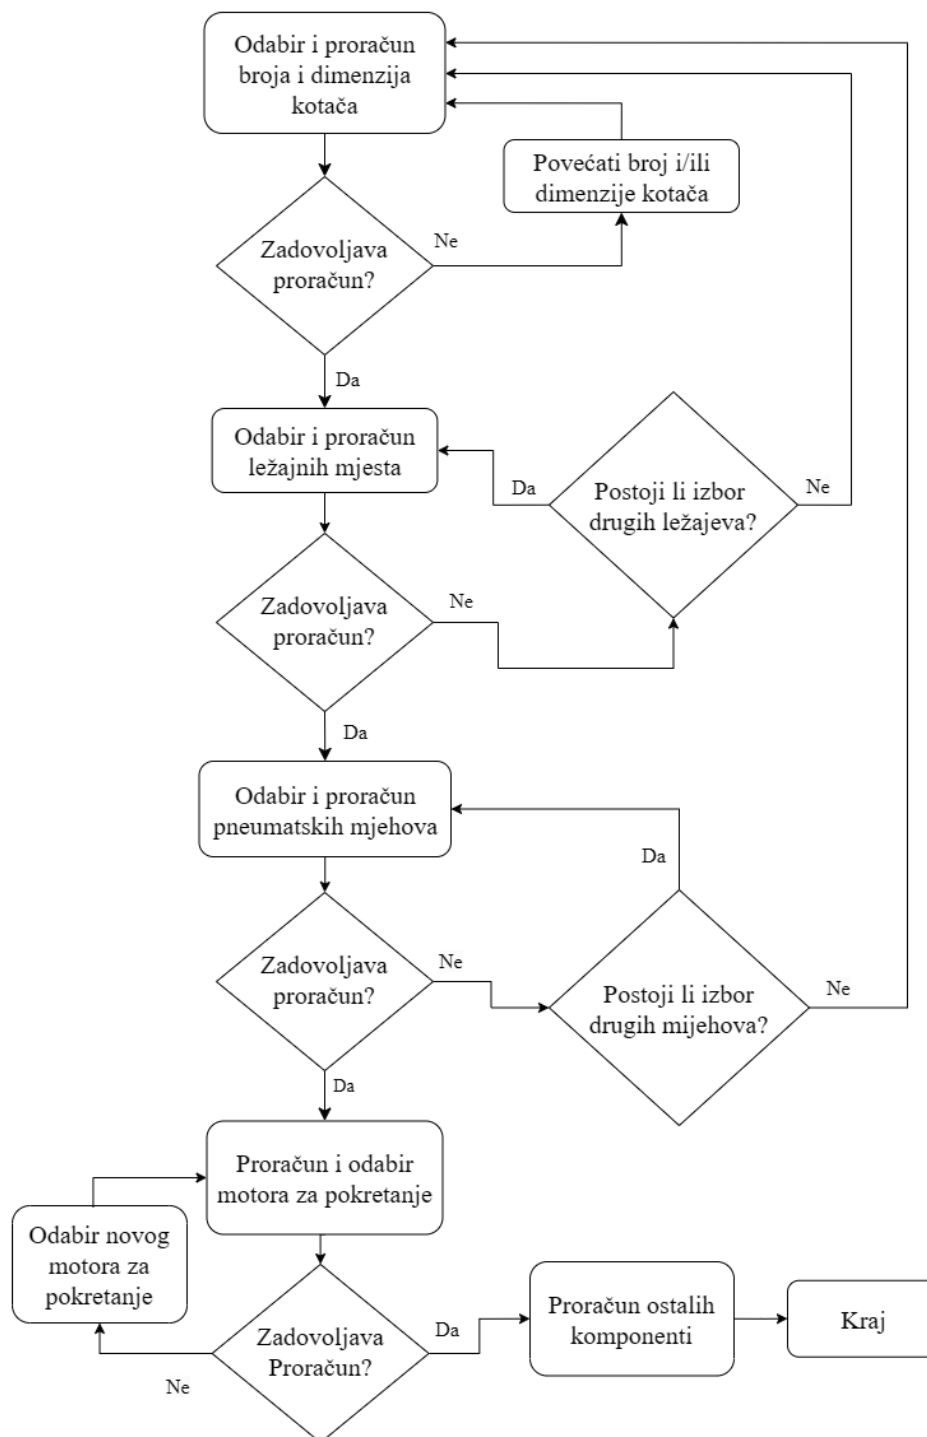 Odabir i proračun
broja i dimenzija
kotača
Povećati broj i/ili
dimenzije kotača
Ne
Zadovoljava
proračun?
Da
Odabir i proračun
ležajnih mjesta
Da
Postoji li izbor
drugih ležajeva?
Ne
Zadovoljava
proračun?
Ne
Da
Odabir i proračun
pneumatskih mjehova
Da
Zadovoljava
proračun?
Ne
Postoji li izbor
drugih mijehova?
Ne
Da
Proračun i odabir
motora za pokretanje
Odabir novog
motora za
pokretanje
Zadovoljava
Proračun?
Ne
Da
Proračun ostalih
komponenti
Kraj